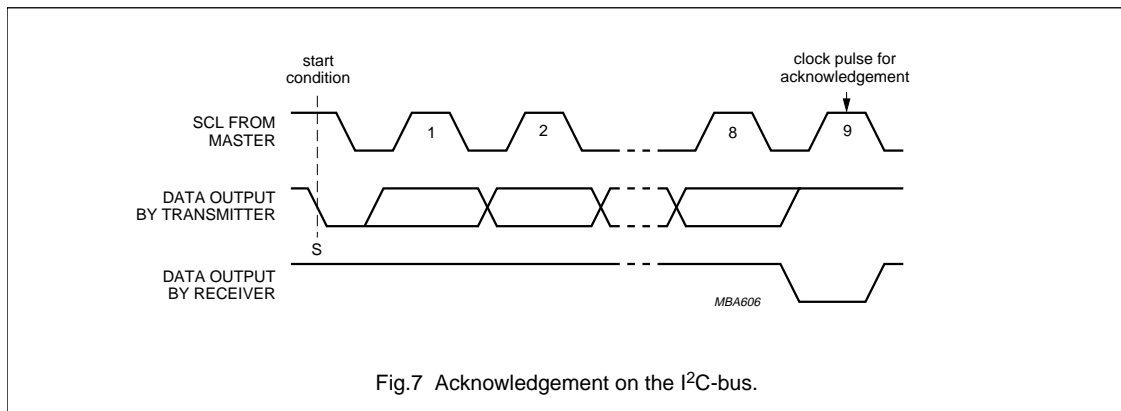 start
condition
clock pulse for
acknowledgement
SCL FROM
MASTER
1
2
8
9
DATA OUTPUT
BY TRANSMITTER
S
DATA OUTPUT
BY RECEIVER
MBA606
Fig.7 Acknowledgement on the I²C-bus.